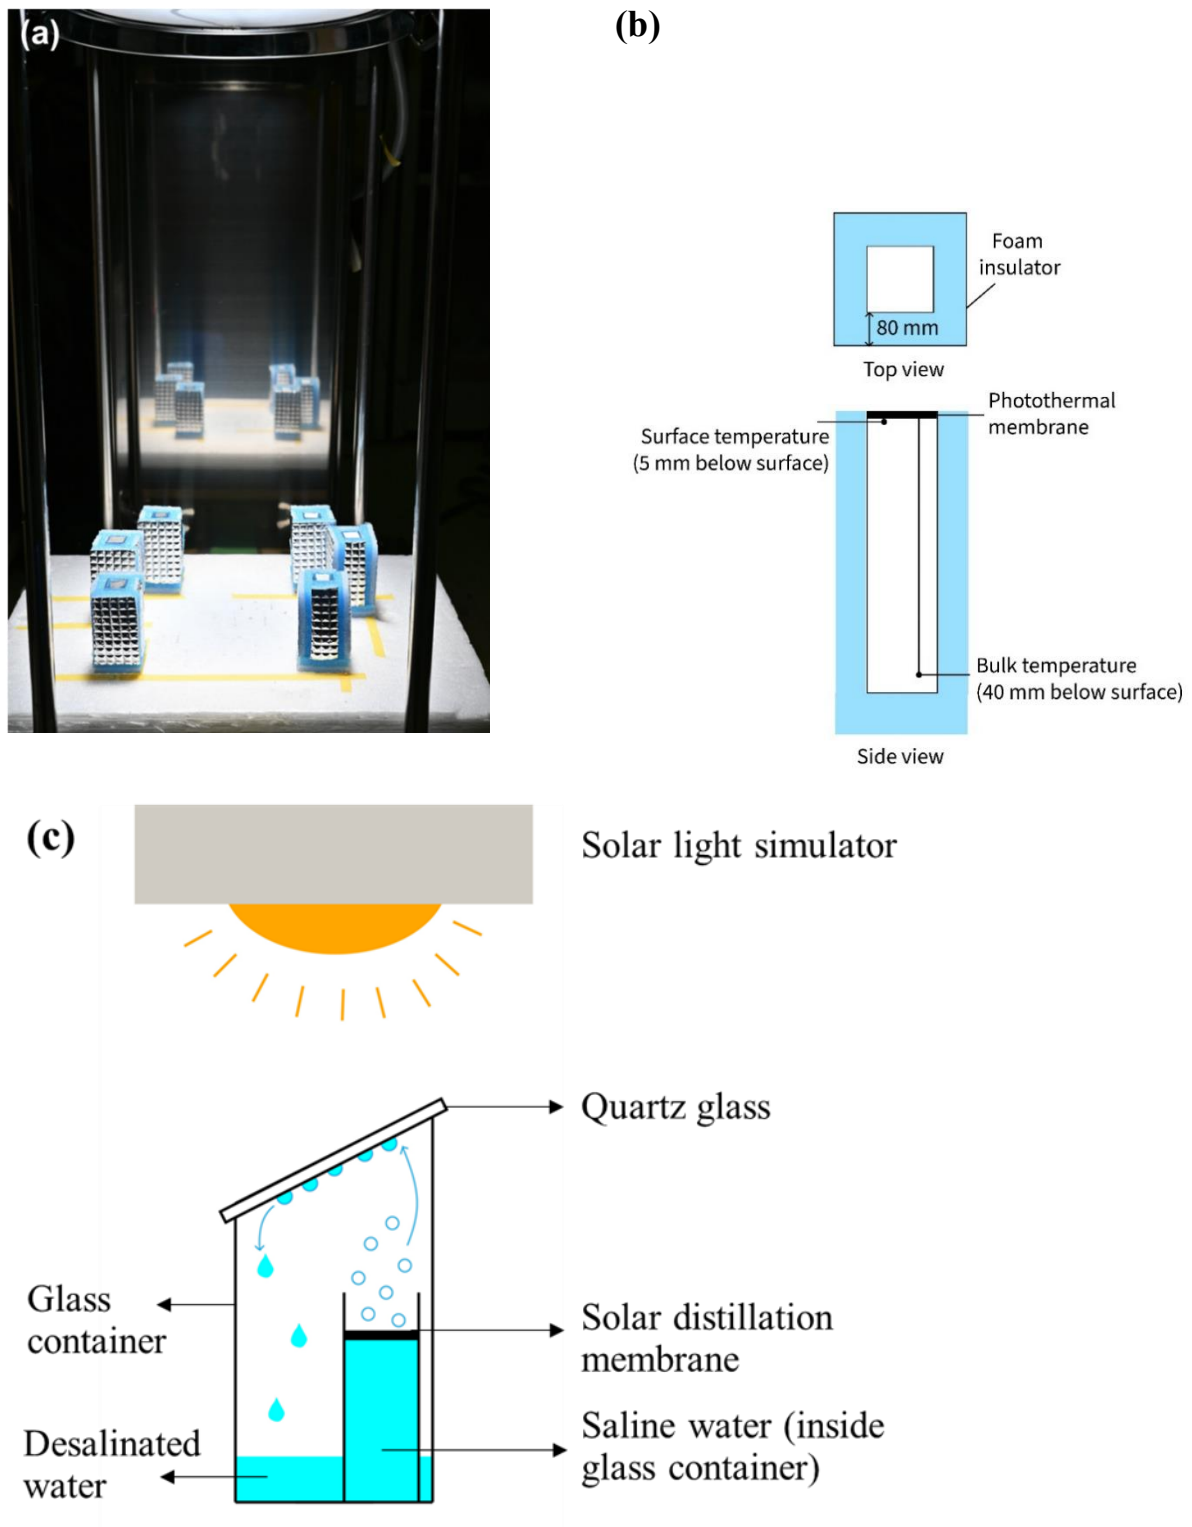 (a)
(b)
Foam
insulator
80 mm
Top view
Photothermal
membrane
Surface temperature
(5 mm below surface)
Bulk temperature
(40 mm below surface)
Side view
(c)
Solar light simulator
Quartz glass
Glass
container
Solar distillation
membrane
Desalinated
water
Saline water (inside
glass container)